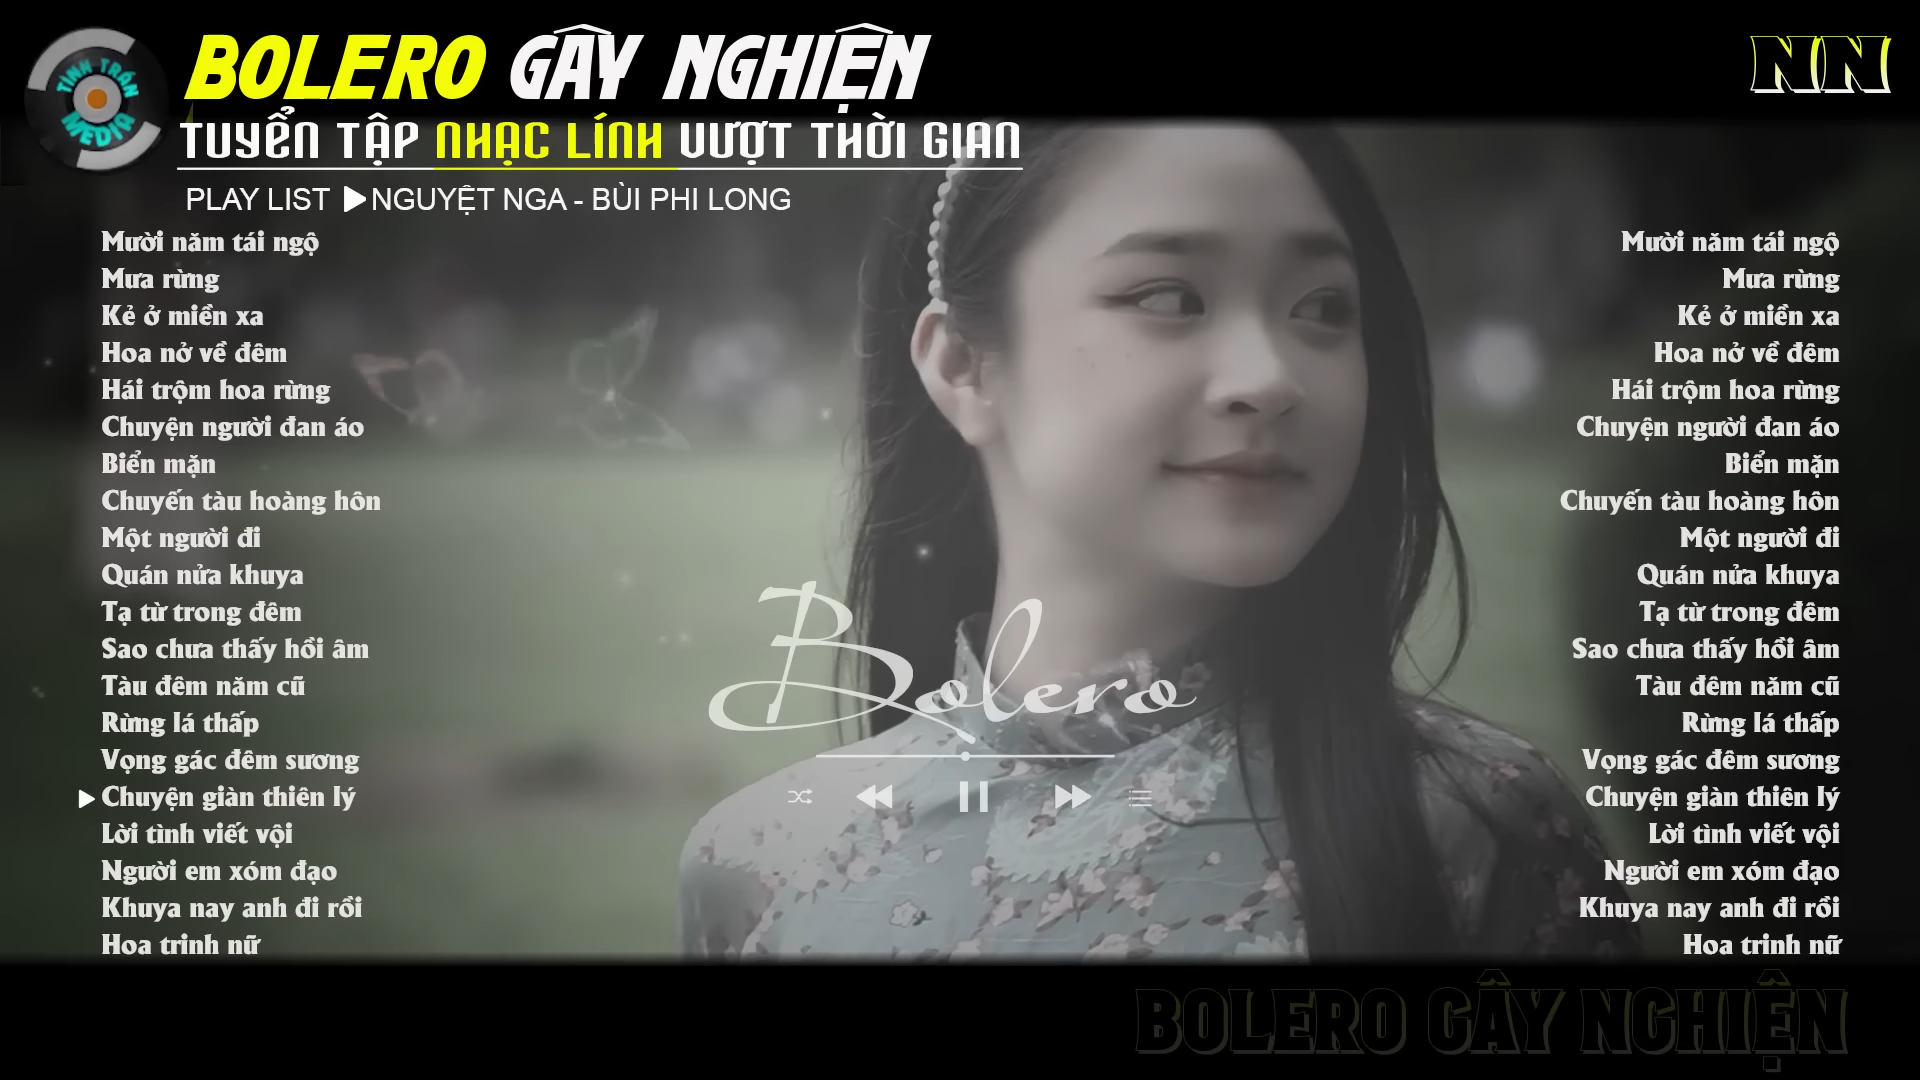 TÌNH TRẦN
MEDIA
BOLERO GÂY NGHIỆN
NN
TUYỂN TẬP NHẠC LÍNH VƯỢT THỜI GIAN
PLAY LIST ▶NGUYỆT NGA - BÙI PHI LONG
Mười năm tái ngộ
Mưa rừng
Kẻ ở miền xa
Hoa nở về đêm
Hái trộm hoa rừng
Chuyện người đan áo
Biển mặn
Chuyến tàu hoàng hôn
Một người đi
Quán nửa khuya
Tạ từ trong đêm
Sao chưa thấy hồi âm
Tàu đêm năm cũ
Rừng lá thấp
Vọng gác đêm sương
Chuyện giàn thiên lý
Lời tình viết vội
Người em xóm đạo
Khuya nay anh đi rồi
Hoa trinh nữ
Bolero
Mười năm tái ngộ
Mưa rừng
Kẻ ở miền xa
Hoa nở về đêm
Hái trộm hoa rừng
Chuyện người đan áo
Biển mặn
Chuyến tàu hoàng hôn
Một người đi
Quán nửa khuya
Tạ từ trong đêm
Sao chưa thấy hồi âm
Tàu đêm năm cũ
Rừng lá thấp
Vọng gác đêm sương
Chuyện giàn thiên lý
Lời tình viết vội
Người em xóm đạo
Khuya nay anh đi rồi
Hoa trinh nữ
BOLERO GÂY NGHIỆN